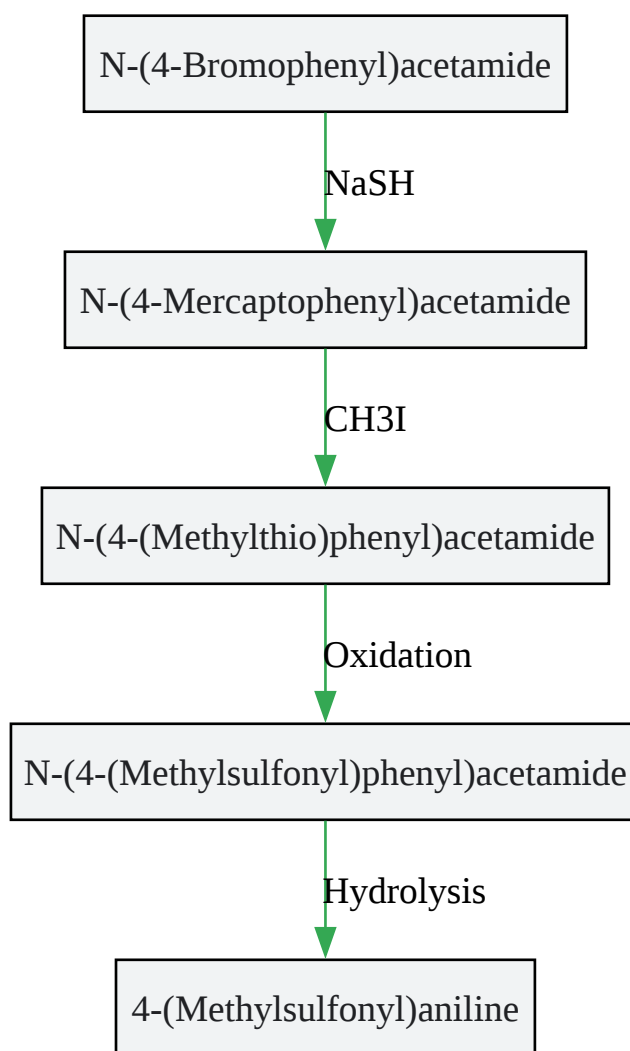 N-(4-Bromophenyl)acetamide
NaSH
N-(4-Mercaptophenyl)acetamide
CH3I
N-(4-(Methylthio)phenyl)acetamide
Oxidation
N-(4-(Methylsulfonyl)phenyl)acetamide
Hydrolysis
4-(Methylsulfonyl)aniline